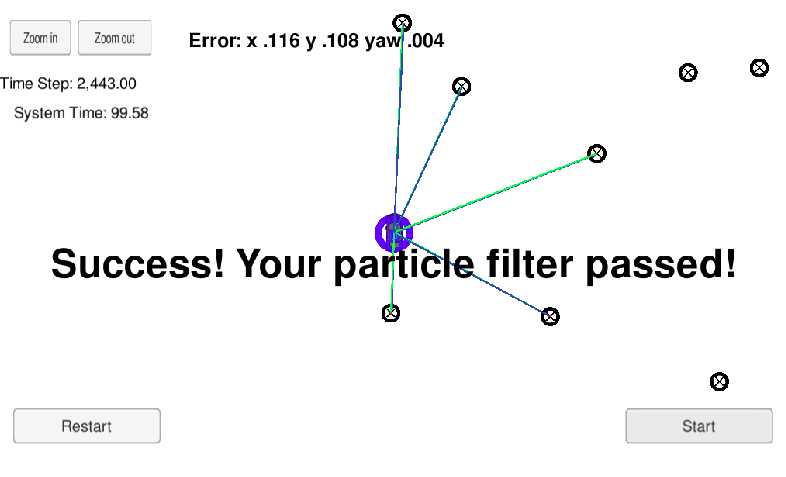 Zoom in
Zoom out
Error: x .116 y .108 yaw .004
Time Step: 2,443.00
System Time: 99.58
Success! Your particle filter passed!
Restart
Start